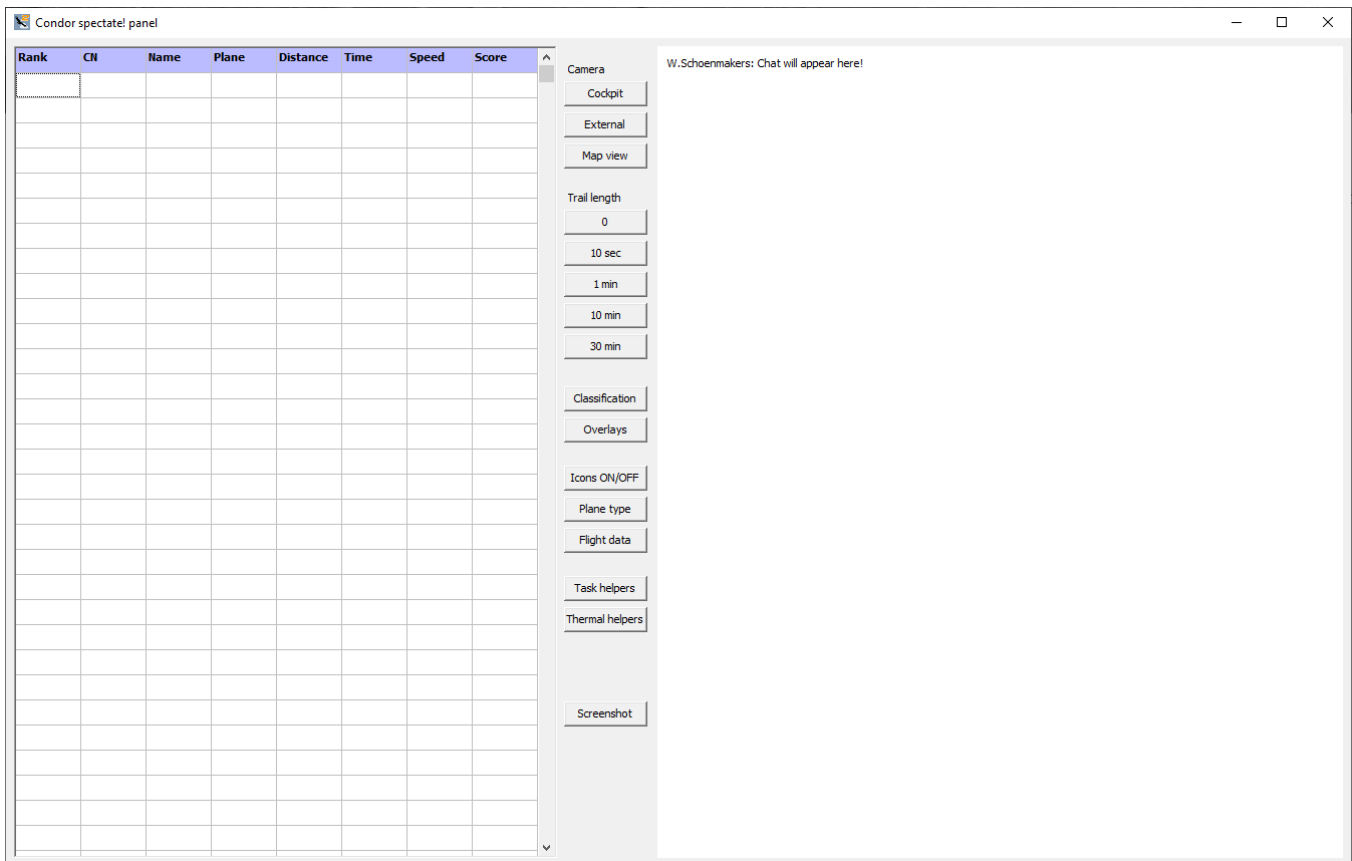 Condor spectate! panel
Rank CN Name Plane Distance Time Speed Score
Camera
Cockpit
External
Map view
Trail length
0
10 sec
1 min
10 min
30 min
Classification
Overlays
Icons ON/OFF
Plane type
Flight data
Task helpers
Thermal helpers
Screenshot
W.Schoenmakers: Chat will appear here!